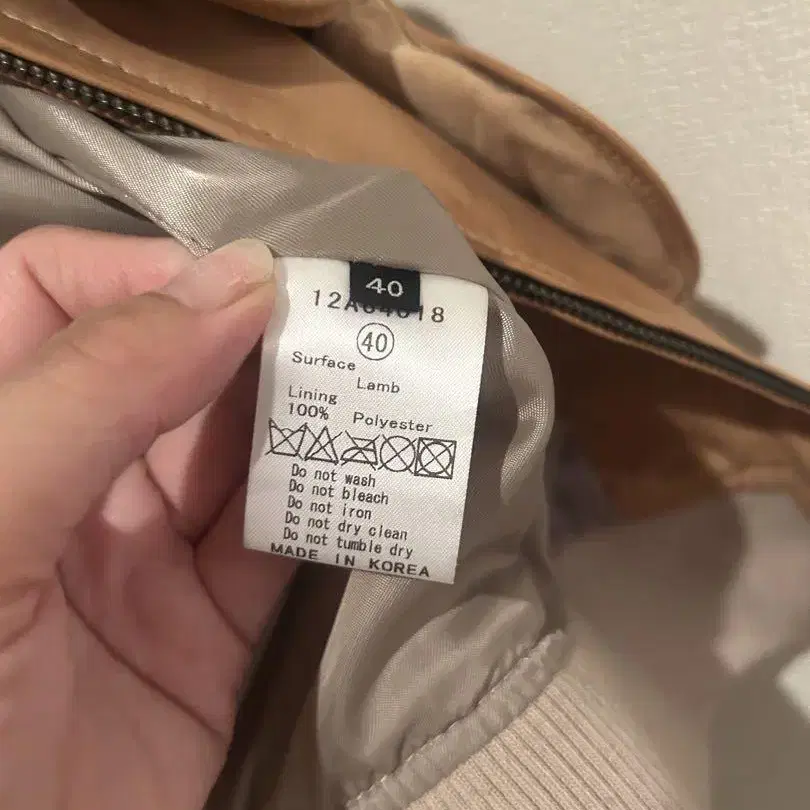 40
40
Surface
Lamb
Lining
100% Polyester
Do not wash
Do not bleach
Do not iron
Do not dry clean
Do not tumble dry
MADE IN KOREA